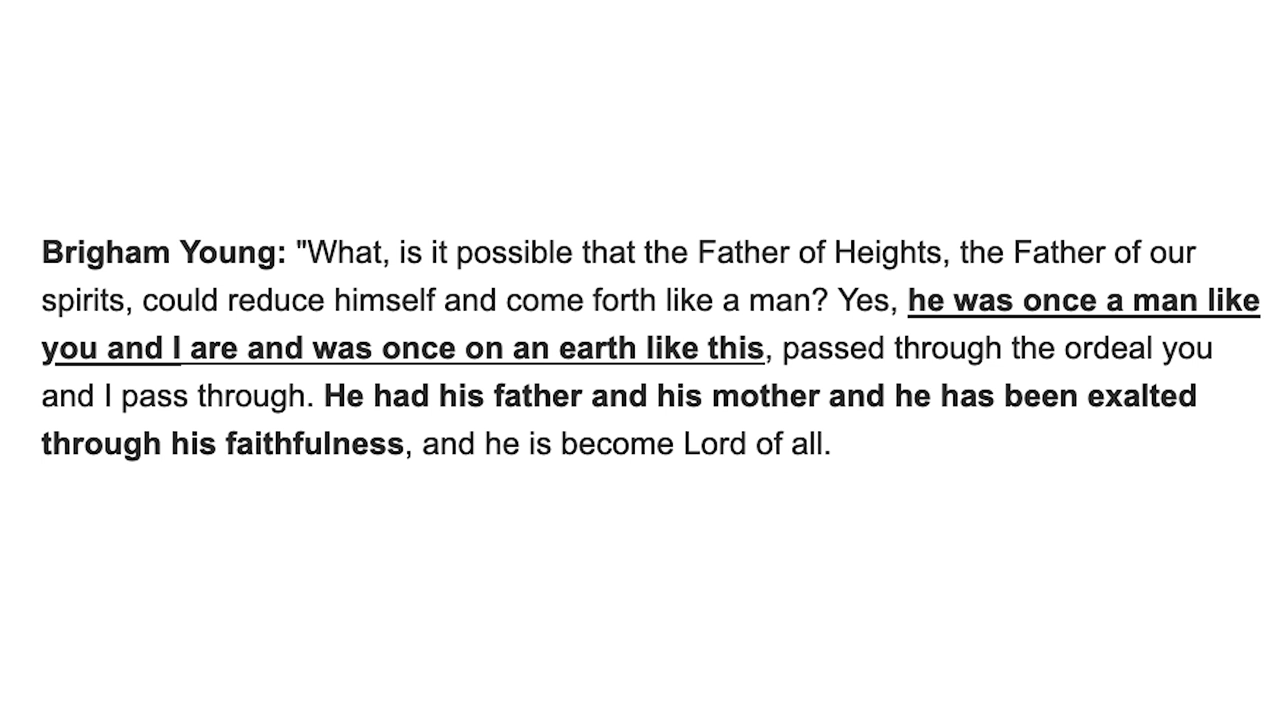 Brigham Young: "What, is it possible that the Father of Heights, the Father of our
spirits, could reduce himself and come forth like a man? Yes, he was once a man like
you and I are and was once on an earth like this, passed through the ordeal you
and I pass through. He had his father and his mother and he has been exalted
through his faithfulness, and he is become Lord of all.